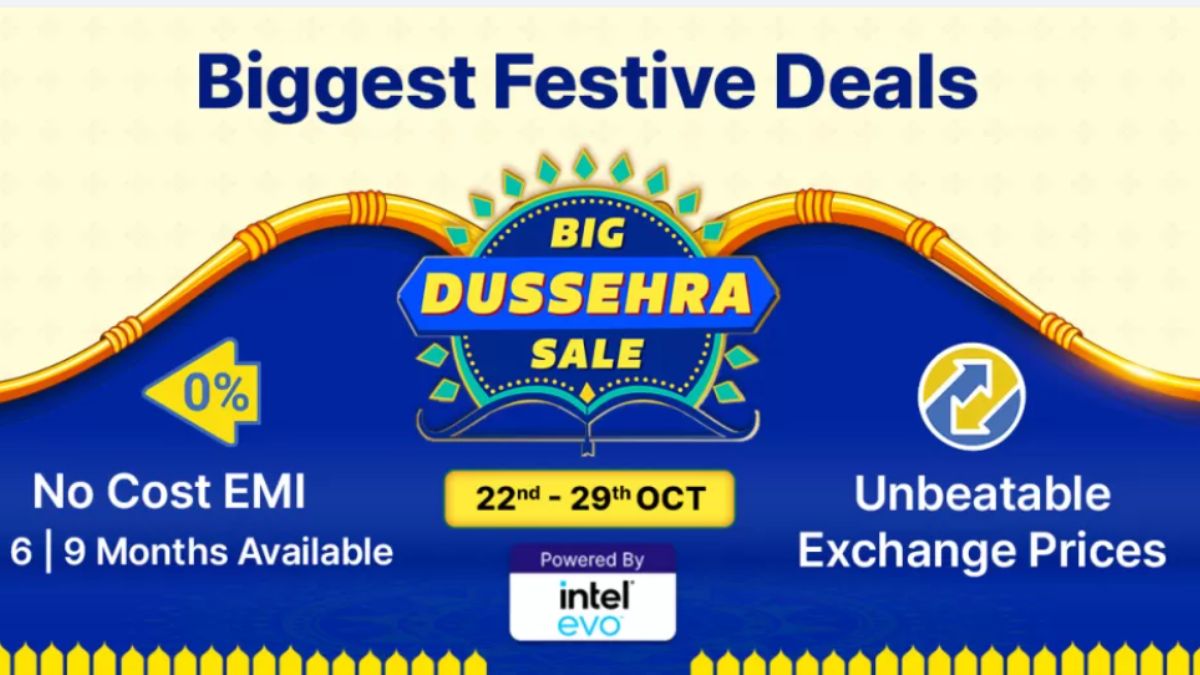 Biggest Festive Deals
BIG
DUSSEHRA
SALE
0%
No Cost EMI
6 | 9 Months Available
22nd - 29th OCT
Powered By
intel
evo
Unbeatable
Exchange Prices